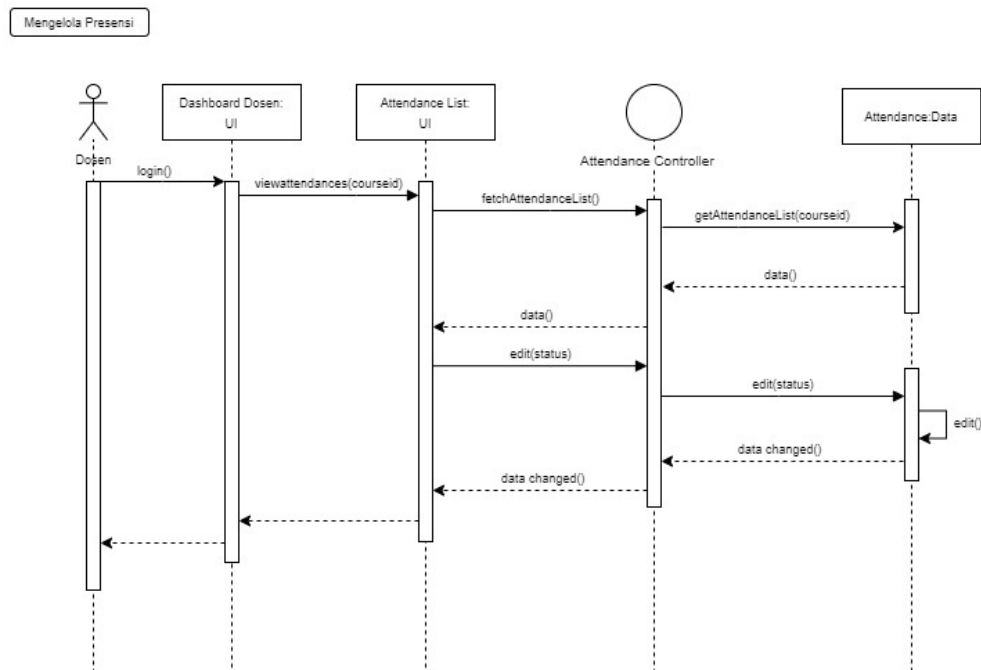 Mengelola Presensi
Dashboard Dosen:
UI
Attendance List:
UI
Attendance:Data
Dosen
Attendance Controller
login()
viewattendances(courseid)
fetchAttendanceList()
getAttendanceList(courseid)
data()
data()
edit(status)
edit(status)
edit()
data changed()
data changed()